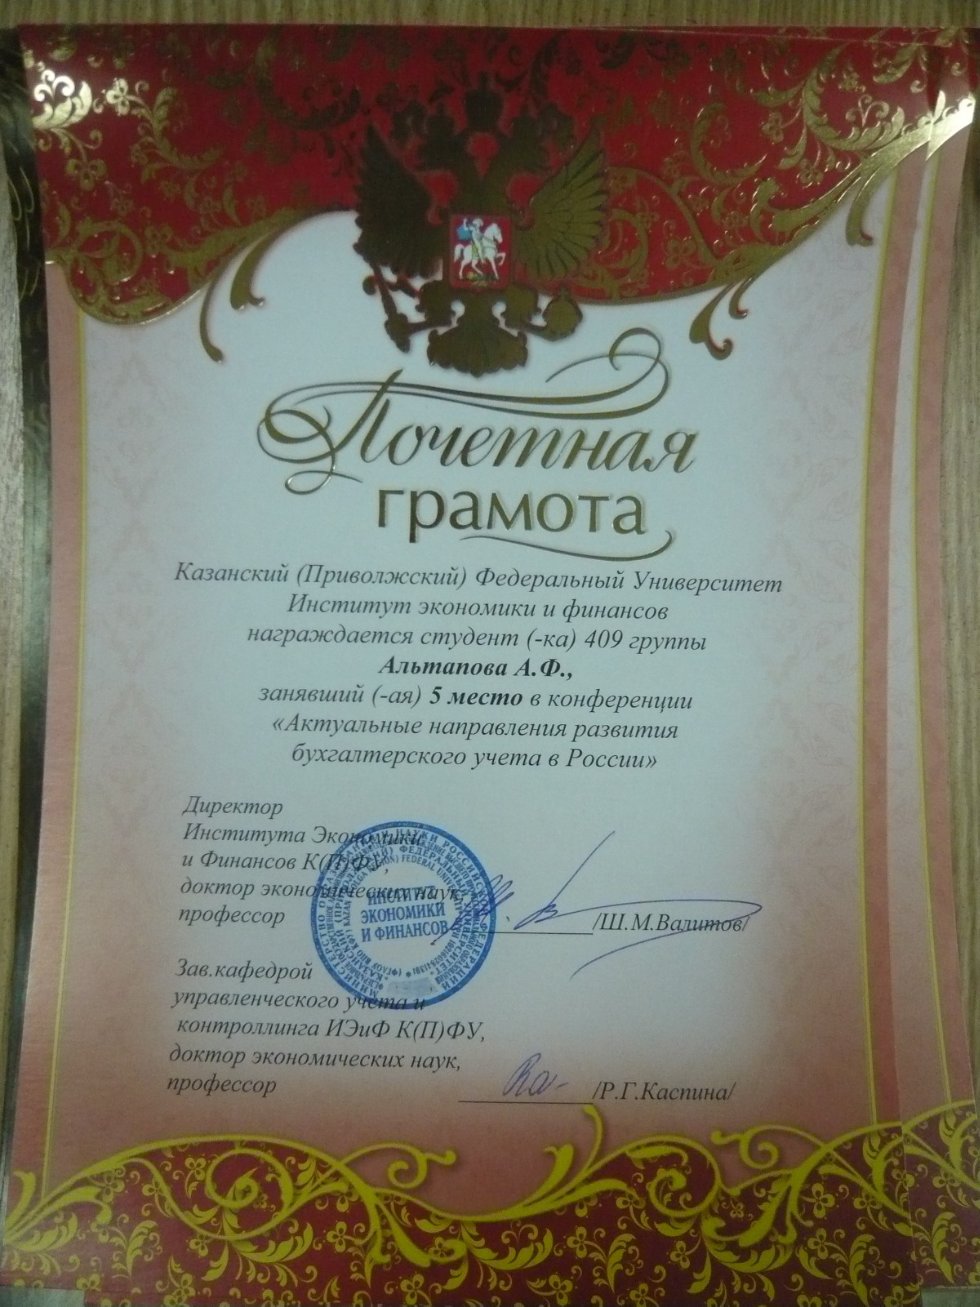 Почетная
грамота
Казанский (Приволжский) Федеральный Университет
Институт экономики и финансов
награждается студент (-ка) 409 группы
Альтапова А.Ф.,
занявший (-ая) 5 место в конференции
«Актуальные направления развития
бухгалтерского учета в России»
Директор
Института Экономики
и Финансов К(П)ФУ,
доктор экономических наук,
профессор /Ш.М.Валитов/
ИНСТИТУТ
ЭКОНОМИКИ
И ФИНАНСОВ
Зав.кафедрой
управленческого учета и
контроллинга ИЭиФ К(П)ФУ,
доктор экономических наук,
профессор /Р.Г.Каспина/